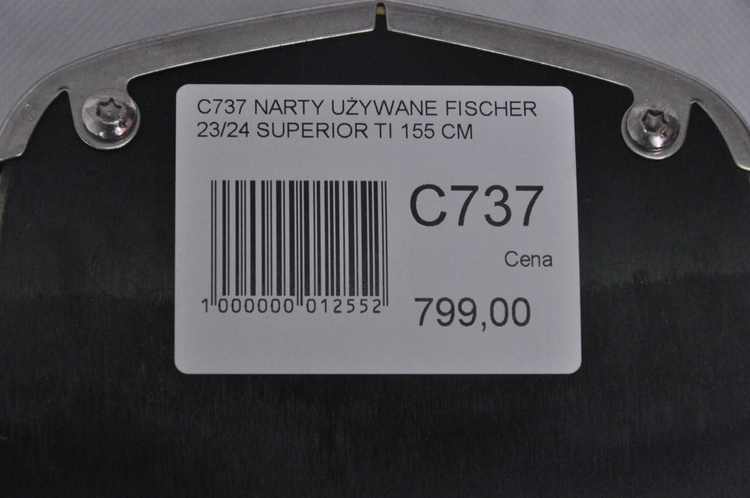 C737 NARTY UŻYWANE FISCHER
23/24 SUPERIOR TI 155 CM
C737
Cena
799,00
1 000000 012552